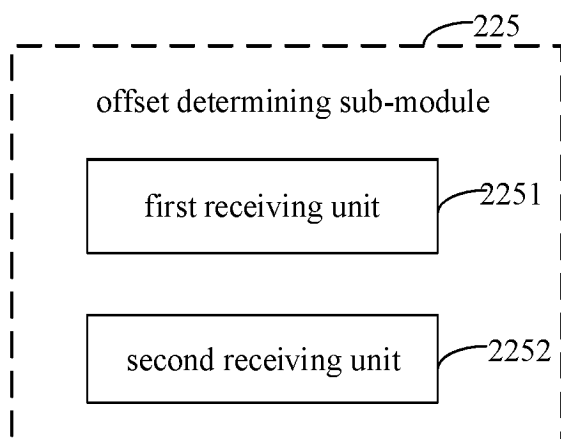 225
offset determining sub-module
first receiving unit
2251
second receiving unit
2252